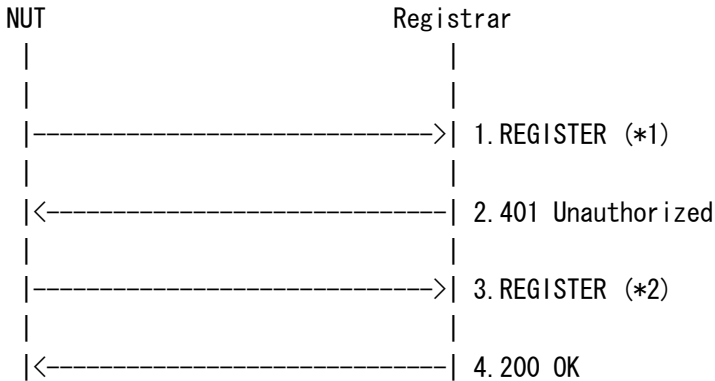 NUT Registrar
1.REGISTER (*1)
2.401 Unauthorized
3.REGISTER (*2)
4.200 OK